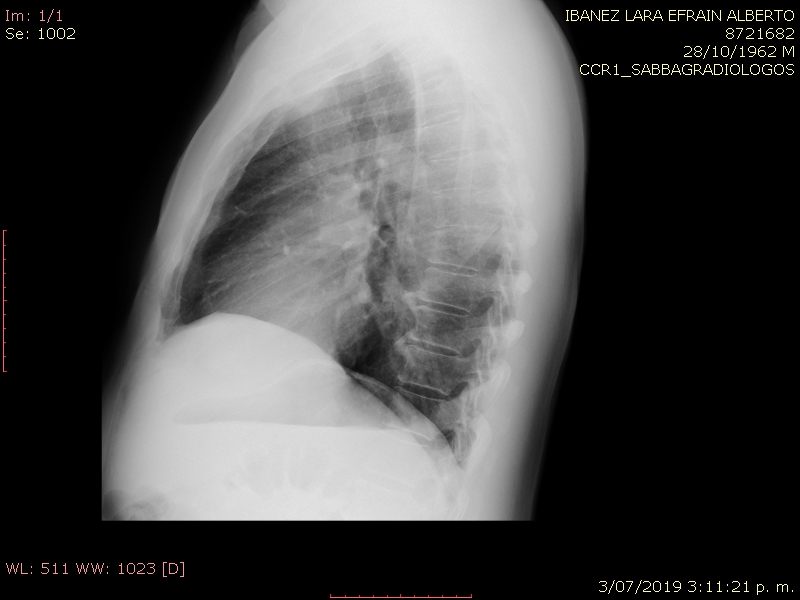 Im: 1/1
Se: 1002
IBANEZ LARA EFRAIN ALBERTO
8721682
28/10/1962 M
CCR1_SABBAGRADIOLOGOS
WL: 511 WW: 1023 [D]
3/07/2019 3:11:21 p. m.